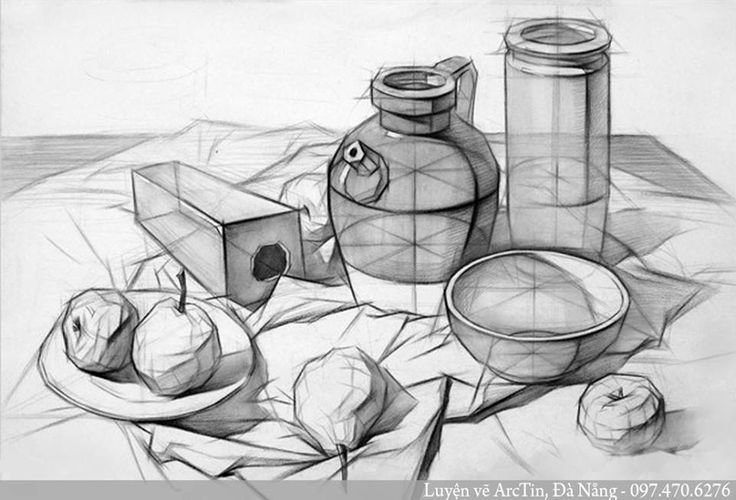 Luyện vẽ ArcTin, Đà Nẵng - 097.470.6276